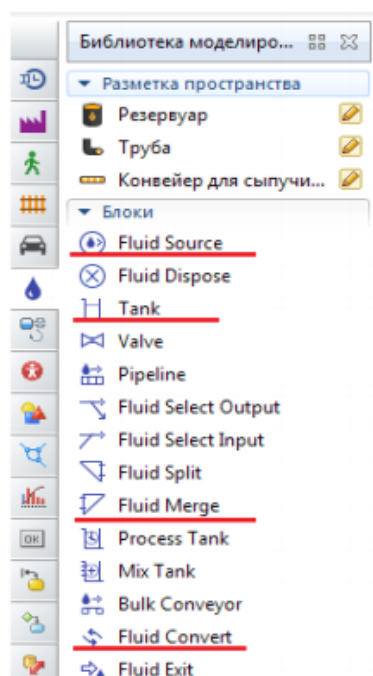 Библиотека моделиро...
Разметка пространства
Резервуар
Труба
Конвейер для сыпучи...
Блоки
Fluid Source
Fluid Dispose
Tank
Valve
Pipeline
Fluid Select Output
Fluid Select Input
Fluid Split
Fluid Merge
OK
Process Tank
Mix Tank
Bulk Conveyor
Fluid Convert
Fluid Exit